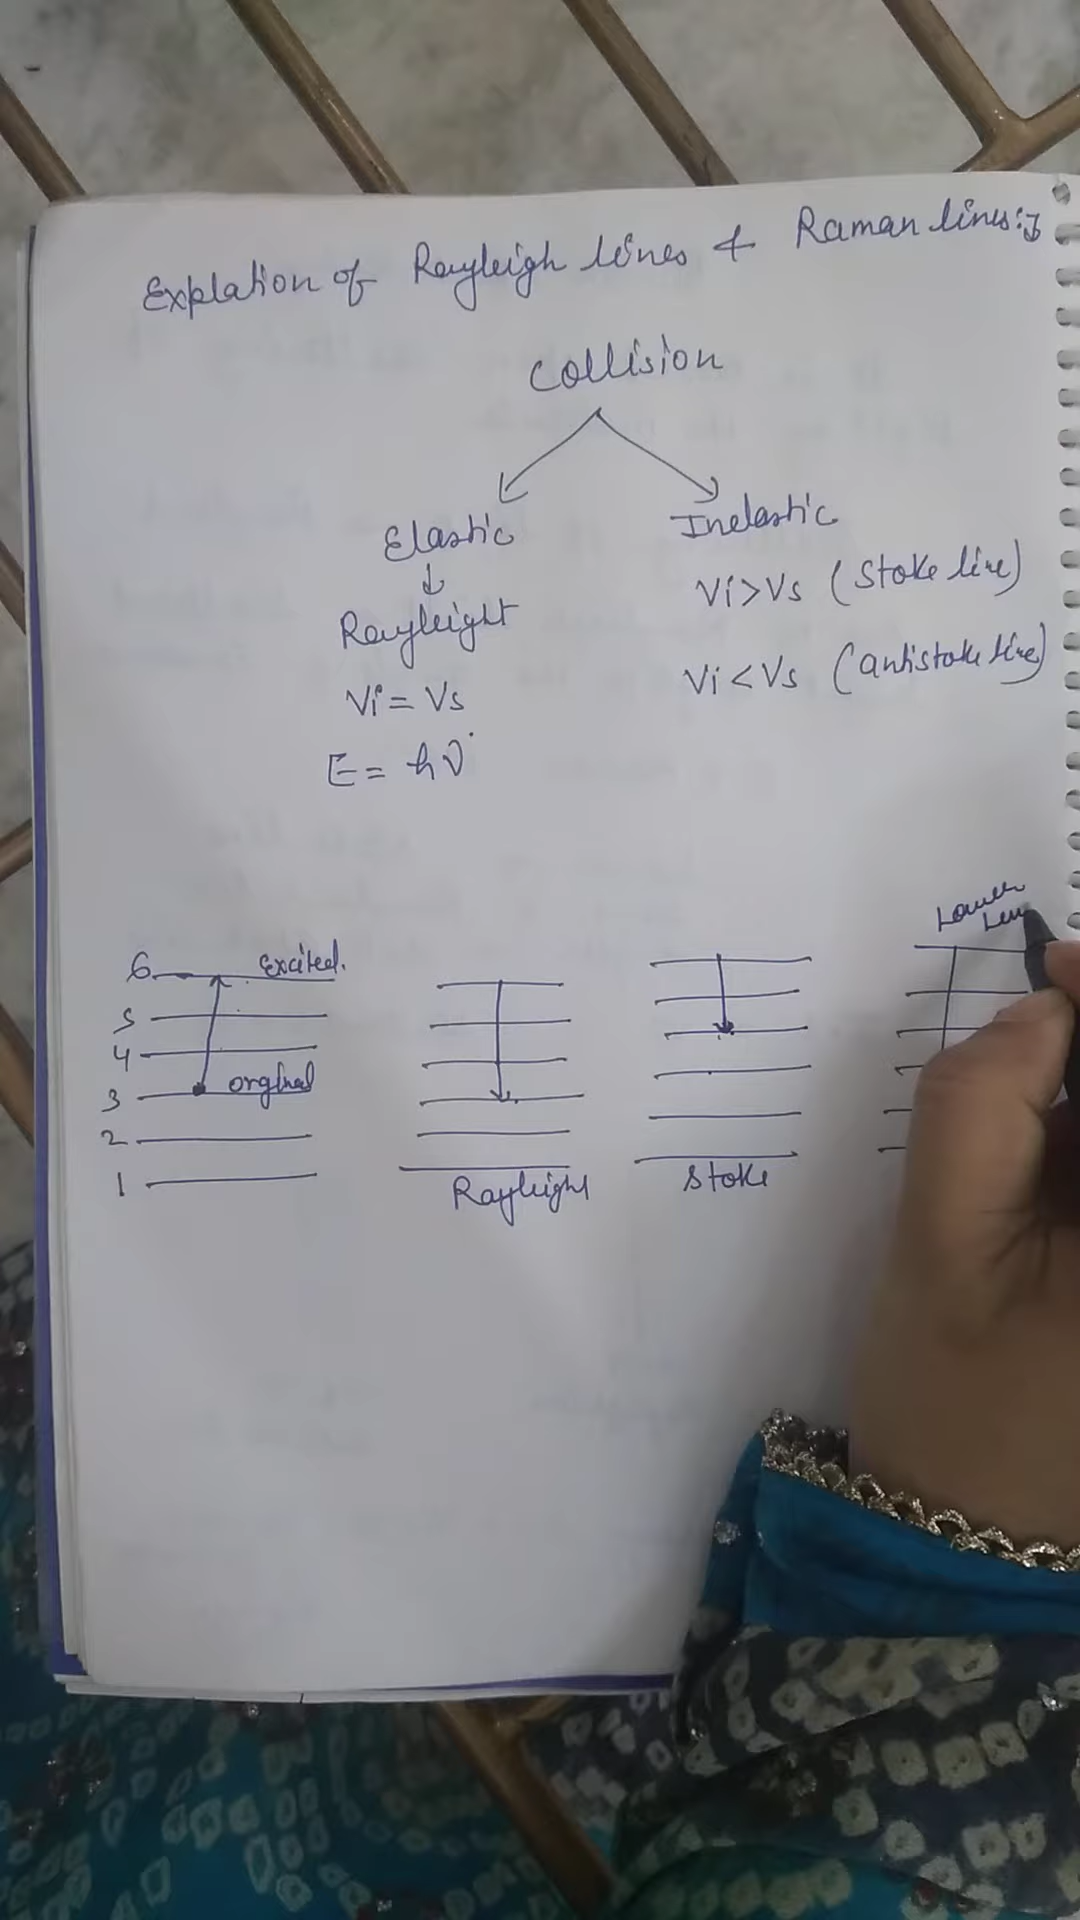 Explation of Rayleigh lines & Raman lines:-
Collision
Elastic
Inelastic
Rayleight
Vi > Vs (Stoke line)
Vi = Vs
Vi < Vs (antistoke line)
E = hν
Lower
6 Excited.
5
4
3 orginal
2
1
Rayleight
Stoke